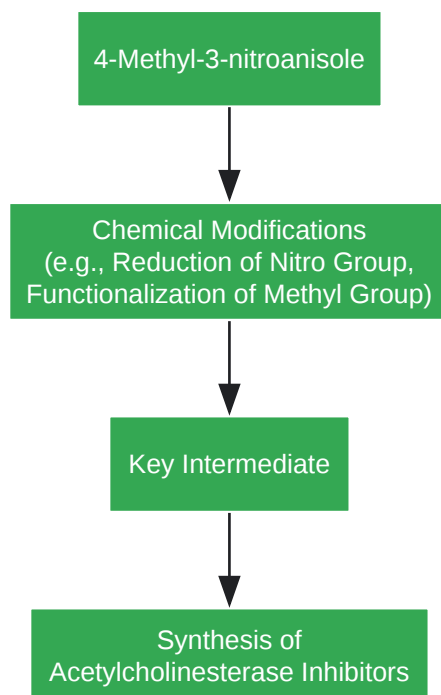 4-Methyl-3-nitroanisole
Chemical Modifications
(e.g., Reduction of Nitro Group,
Functionalization of Methyl Group)
Key Intermediate
Synthesis of
Acetylcholinesterase Inhibitors